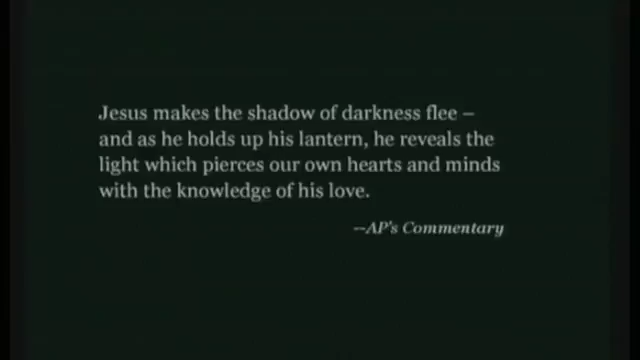 Jesus makes the shadow of darkness flee –
and as he holds up his lantern, he reveals the
light which pierces our own hearts and minds
with the knowledge of his love.
--AP's Commentary